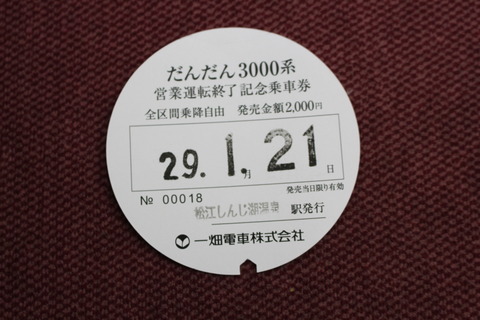 だんだん3000系
営業運転終了記念乗車券
全区間乗降自由 発売金額2,000円
29.1月21日
発売当日限り有効
№ 00018
松江しんじ湖温泉 駅発行
一畑電車株式会社